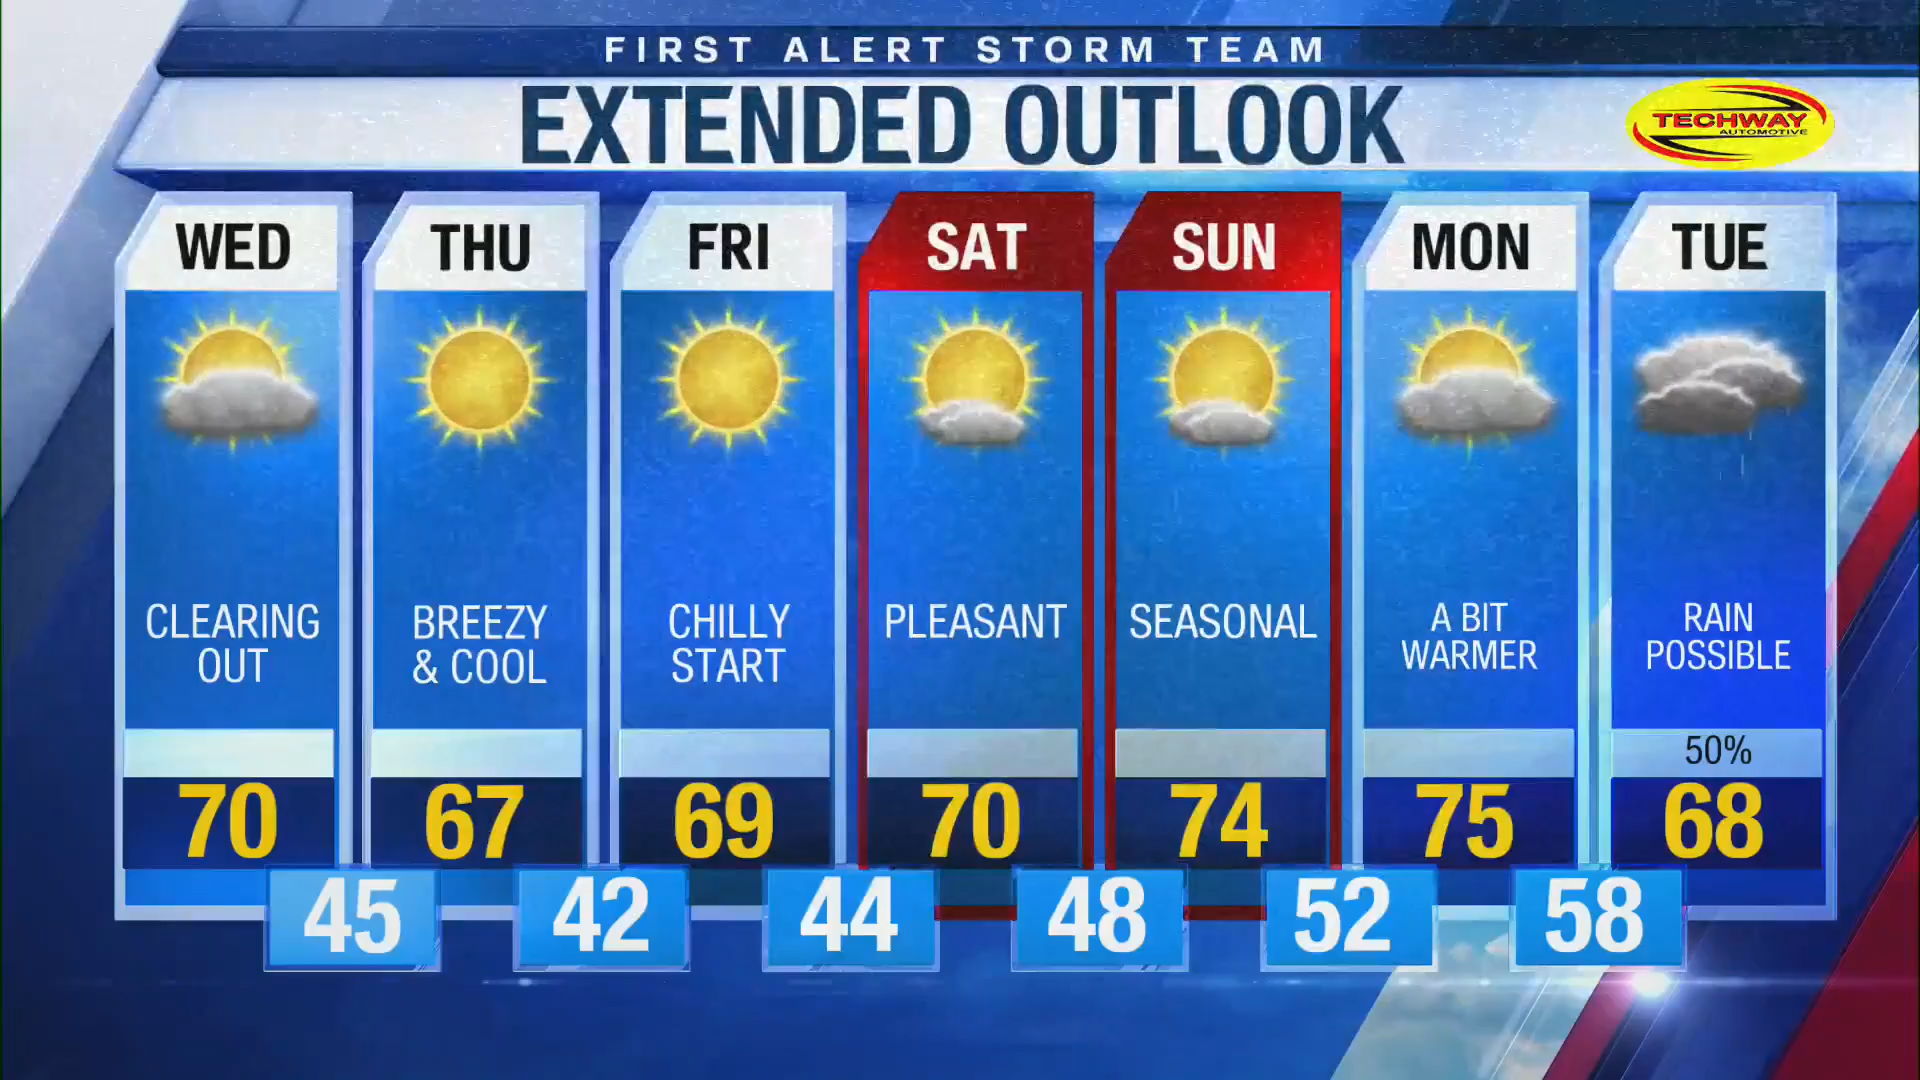 FIRST ALERT STORM TEAM
EXTENDED OUTLOOK
TECHWAY
AUTOMOTIVE
WED
THU
FRI
SAT
SUN
MON
TUE
CLEARING
OUT
BREEZY
& COOL
CHILLY
START
PLEASANT
SEASONAL
A BIT
WARMER
RAIN
POSSIBLE
50%
70
67
69
70
74
75
68
45
42
44
48
52
58